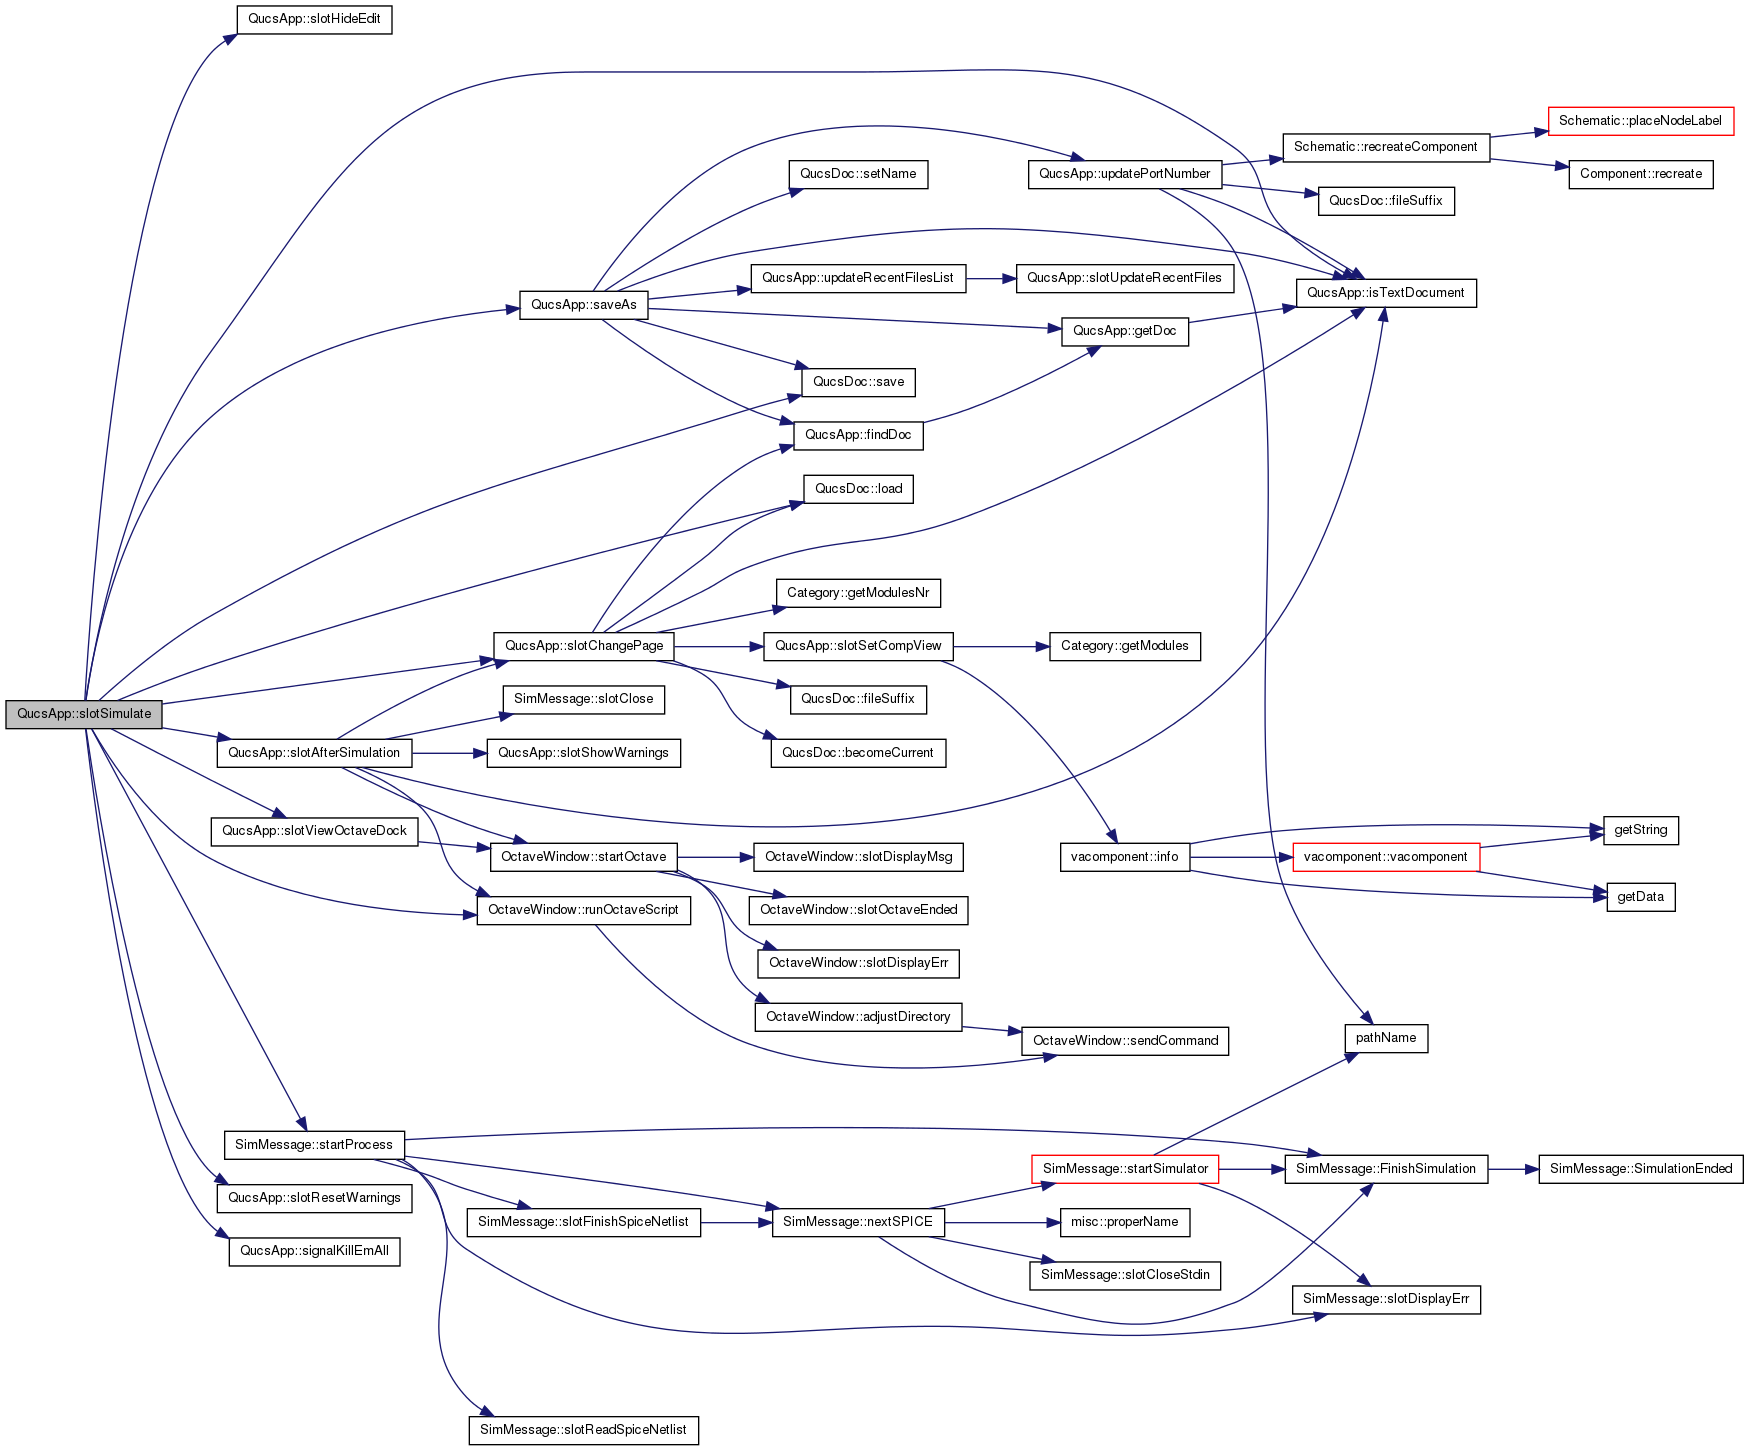 QucsApp::slotHideEdit
Schematic::placeNodeLabel
Schematic::recreateComponent
QucsDoc::setName
QucsApp::updatePortNumber
Component::recreate
QucsDoc::fileSuffix
QucsApp::updateRecentFilesList
QucsApp::slotUpdateRecentFiles
QucsApp::isTextDocument
QucsApp::saveAs
QucsApp::getDoc
QucsDoc::save
QucsApp::findDoc
QucsDoc::load
Category::getModulesNr
QucsApp::slotChangePage
QucsApp::slotSetCompView
Category::getModules
SimMessage::slotClose
QucsDoc::fileSuffix
QucsApp::slotSimulate
QucsApp::slotAfterSimulation
QucsApp::slotShowWarnings
QucsDoc::becomeCurrent
QucsApp::slotViewOctaveDock
getString
OctaveWindow::startOctave
OctaveWindow::slotDisplayMsg
vacomponent::info
vacomponent::vacomponent
getData
OctaveWindow::runOctaveScript
OctaveWindow::slotOctaveEnded
OctaveWindow::slotDisplayErr
OctaveWindow::adjustDirectory
OctaveWindow::sendCommand
pathName
SimMessage::startProcess
SimMessage::startSimulator
SimMessage::FinishSimulation
SimMessage::SimulationEnded
QucsApp::slotResetWarnings
SimMessage::slotFinishSpiceNetlist
SimMessage::nextSPICE
misc::properName
QucsApp::signalKillEmAll
SimMessage::slotCloseStdin
SimMessage::slotDisplayErr
SimMessage::slotReadSpiceNetlist